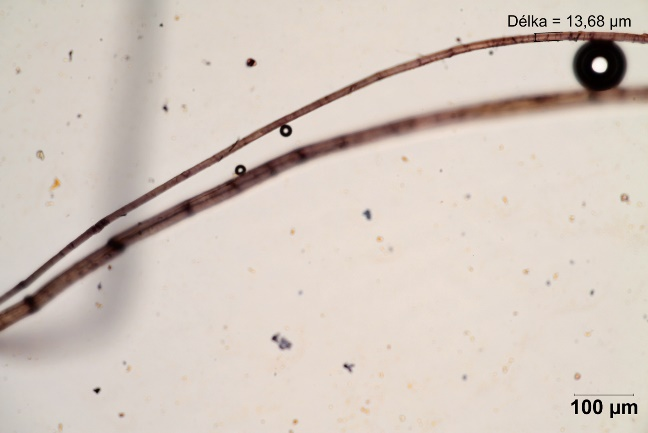 Délka = 13,68 µm
100 µm